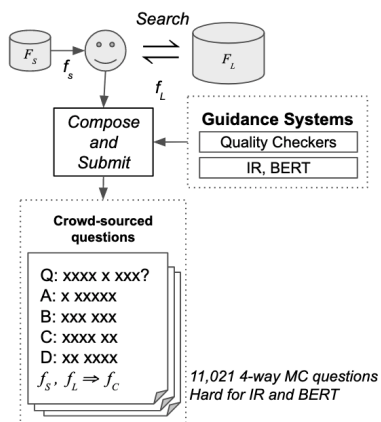 Search
F_S
F_L
f_s
f_L
Compose
and
Submit
Guidance Systems
Quality Checkers
IR, BERT
Crowd-sourced
questions
Q: xxxx x xxx?
A: x xxxxx
B: xxx xxx
C: xxxx xx
D: xx xxxx
f_S , f_L ⇒ f_C
11,021 4-way MC questions
Hard for IR and BERT